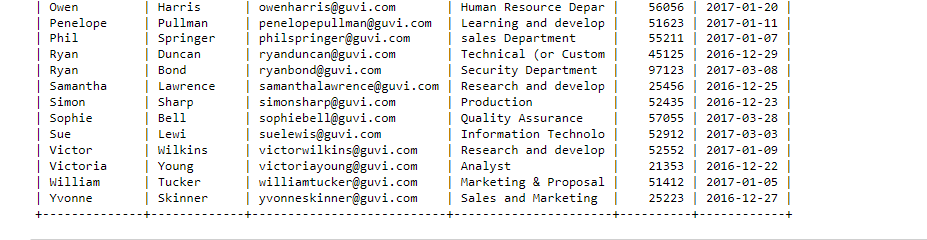 | Owen         | Harris      | owenharris@guvi.com       | Human Resource Depar |    56056 | 2017-01-20 |
| Penelope     | Pullman     | penelopepullman@guvi.com  | Learning and develop |    51623 | 2017-01-11 |
| Phil         | Springer    | philspringer@guvi.com     | sales Department     |    55211 | 2017-01-07 |
| Ryan         | Duncan      | ryanduncan@guvi.com       | Technical (or Custom |    45125 | 2016-12-29 |
| Ryan         | Bond        | ryanbond@guvi.com         | Security Department  |    97123 | 2017-03-08 |
| Samantha     | Lawrence    | samanthalawrence@guvi.com | Research and develop |    25456 | 2016-12-25 |
| Simon        | Sharp       | simonsharp@guvi.com       | Production           |    52435 | 2016-12-23 |
| Sophie       | Bell        | sophiebell@guvi.com       | Quality Assurance    |    57055 | 2017-03-28 |
| Sue          | Lewi        | suelewis@guvi.com         | Information Technolo |    52912 | 2017-03-03 |
| Victor       | Wilkins     | victorwilkins@guvi.com    | Research and develop |    52552 | 2017-01-09 |
| Victoria     | Young       | victoriayoung@guvi.com    | Analyst              |    21353 | 2016-12-22 |
| William      | Tucker      | williamtucker@guvi.com    | Marketing & Proposal |    51412 | 2017-01-05 |
| Yvonne       | Skinner     | yvonneskinner@guvi.com    | Sales and Marketing  |    25223 | 2016-12-27 |
+--------------+-------------+---------------------------+----------------------+----------+------------+